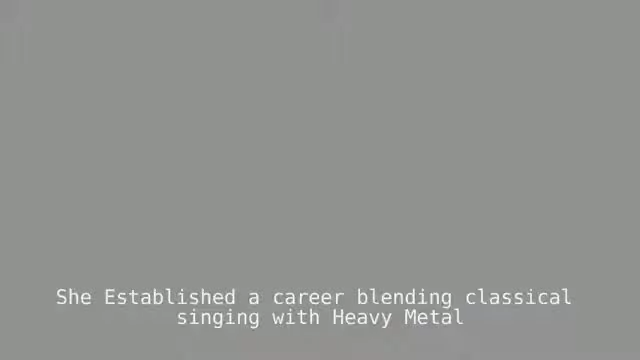 She Established a career blending classical
singing with Heavy Metal